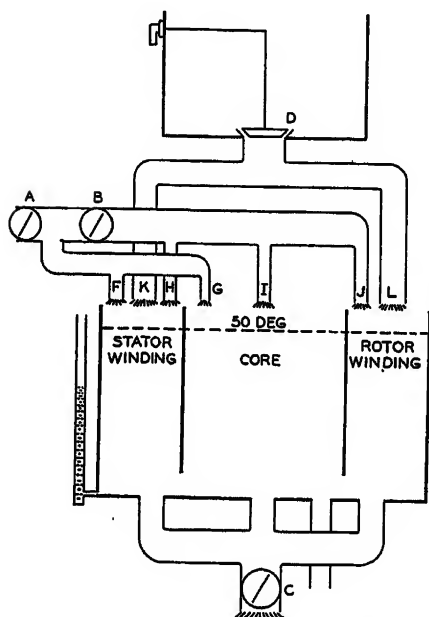 D
A B
F K H G I J L
50 DEG
STATOR WINDING
CORE
ROTOR WINDING
C